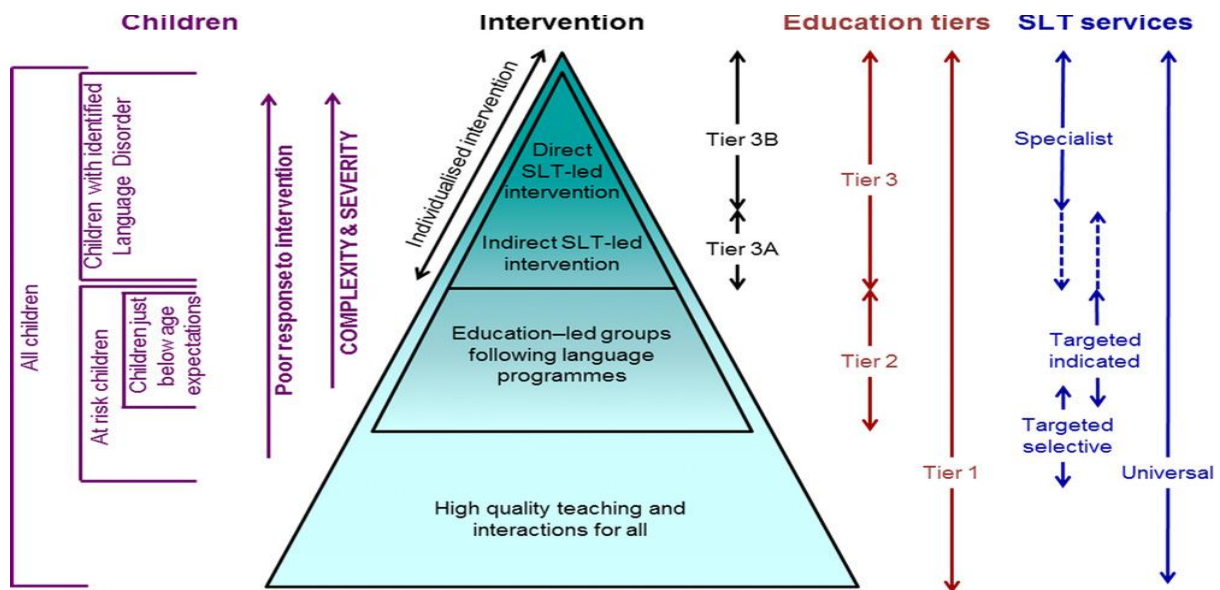 Children
Intervention
Education tiers
SLT services
All children
Children with identified
Language Disorder
At risk children
Children just
below age
expectations
Poor response to intervention
COMPLEXITY & SEVERITY
Individualised intervention
Direct
SLT-led
intervention
Indirect SLT-led
intervention
Education–led groups
following language
programmes
High quality teaching and
interactions for all
Tier 3B
Tier 3A
Tier 3
Tier 2
Tier 1
Specialist
Targeted
indicated
Targeted
selective
Universal